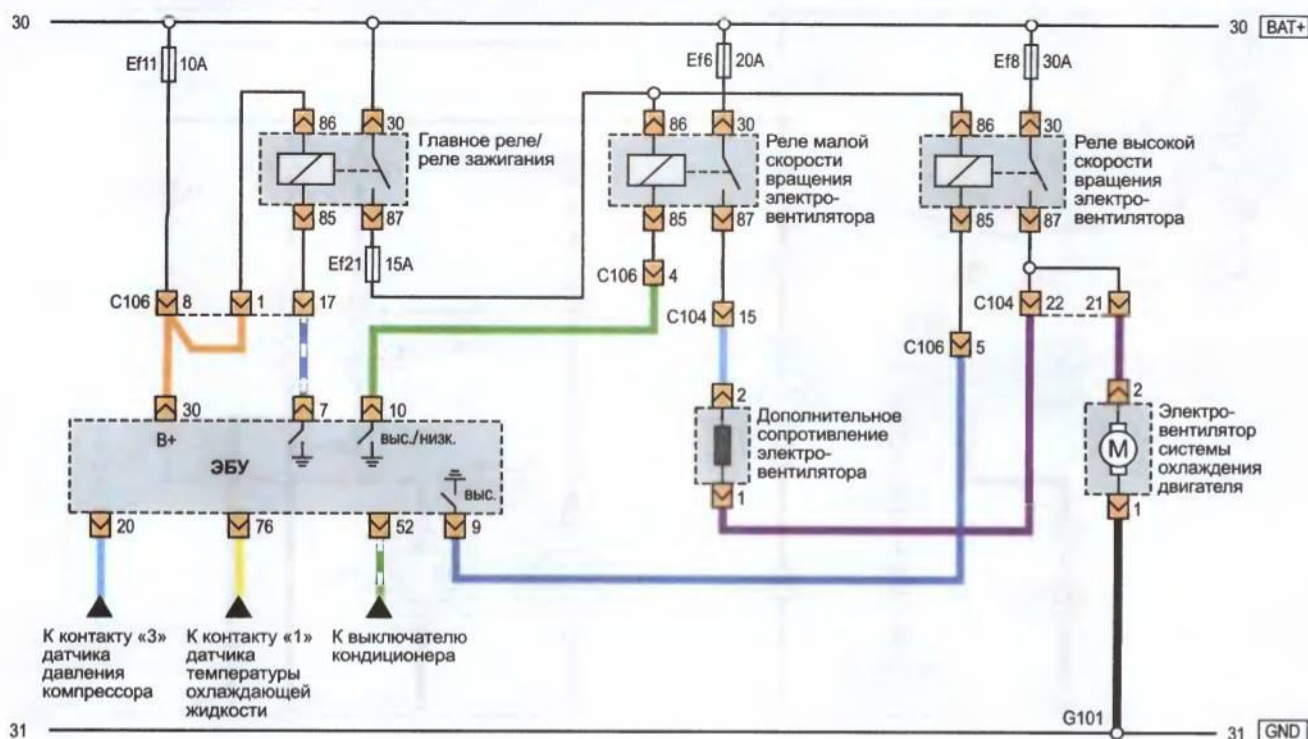 30
30 BAT+
Ef11 10A
Ef6 20A
Ef8 30A
86 30
Главное реле/
реле зажигания
85 87
86 30
Реле малой
скорости
вращения
электро-
вентилятора
85 87
86 30
Реле высокой
скорости
вращения
электро-
вентилятора
85 87
Ef21 15A
C106 8 1 17
C106 4
C104 15
C106 5
C104 22 21
30 7 10
B+
ВЫС./НИЗК.
ЭБУ
ВЫС.
20 76 52 9
2
Дополнительное
сопротивление
электро-
вентилятора
1
2
Электро-
вентилятор
системы
охлаждения
двигателя
M
1
К контакту «3»
датчика
давления
компрессора
К контакту «1»
датчика
температуры
охлаждающей
жидкости
К выключателю
кондиционера
G101
31
31 GND